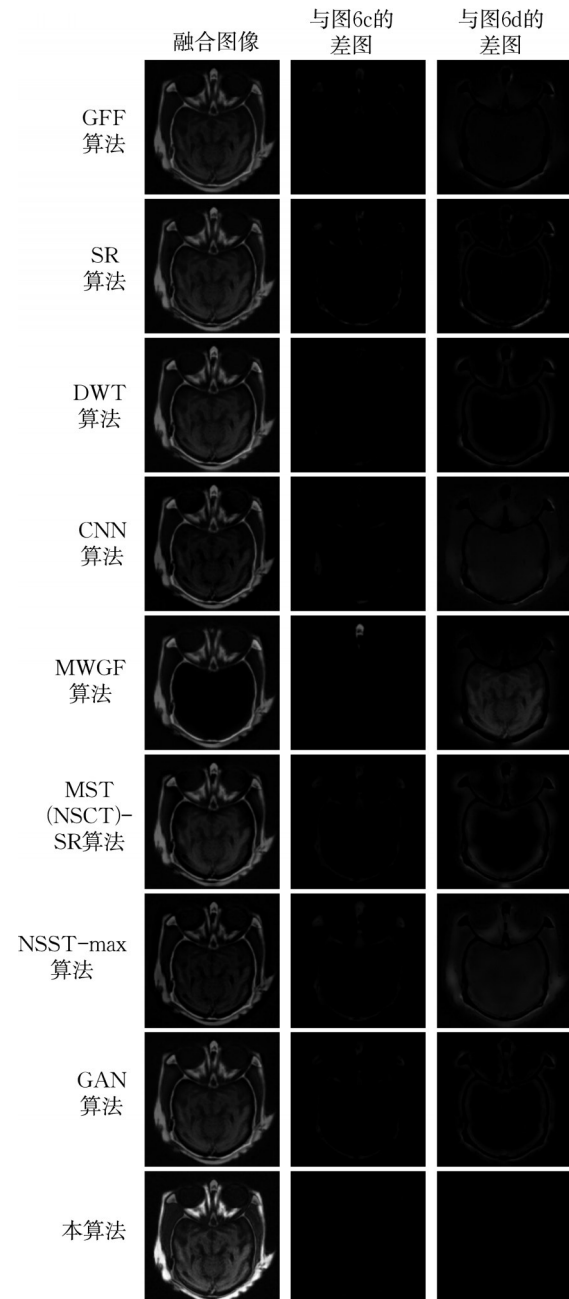 融合图像
与图6c的
差图
与图6d的
差图
GFF
算法
SR
算法
DWT
算法
CNN
算法
MWGF
算法
MST
(NSCT)-
SR算法
NSST-max
算法
GAN
算法
本算法